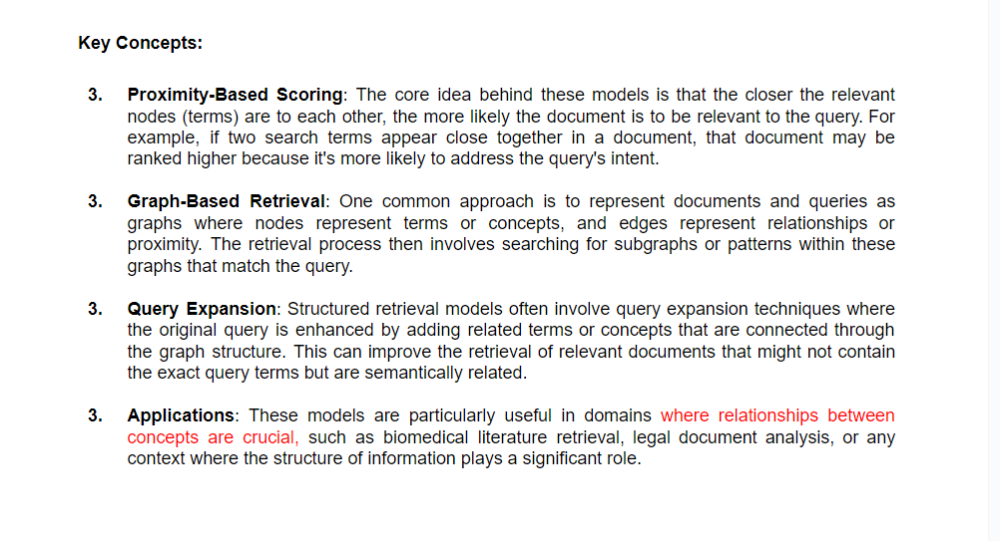 Key Concepts:
3. Proximity-Based Scoring: The core idea behind these models is that the closer the relevant
nodes (terms) are to each other, the more likely the document is to be relevant to the query. For
example, if two search terms appear close together in a document, that document may be
ranked higher because it's more likely to address the query's intent.
3. Graph-Based Retrieval: One common approach is to represent documents and queries as
graphs where nodes represent terms or concepts, and edges represent relationships or
proximity. The retrieval process then involves searching for subgraphs or patterns within these
graphs that match the query.
3. Query Expansion: Structured retrieval models often involve query expansion techniques where
the original query is enhanced by adding related terms or concepts that are connected through
the graph structure. This can improve the retrieval of relevant documents that might not contain
the exact query terms but are semantically related.
3. Applications: These models are particularly useful in domains where relationships between
concepts are crucial, such as biomedical literature retrieval, legal document analysis, or any
context where the structure of information plays a significant role.